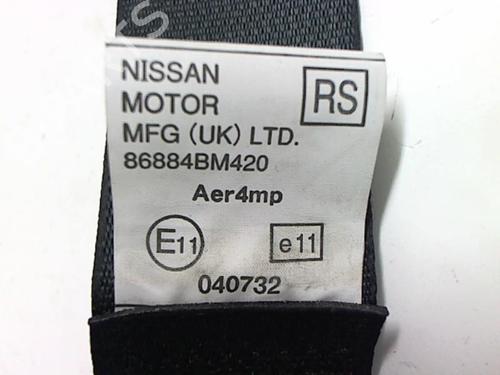 NISSAN
MOTOR
RS
MFG (UK) LTD.
86884BM420
Aer4mp
E11
e11
040732